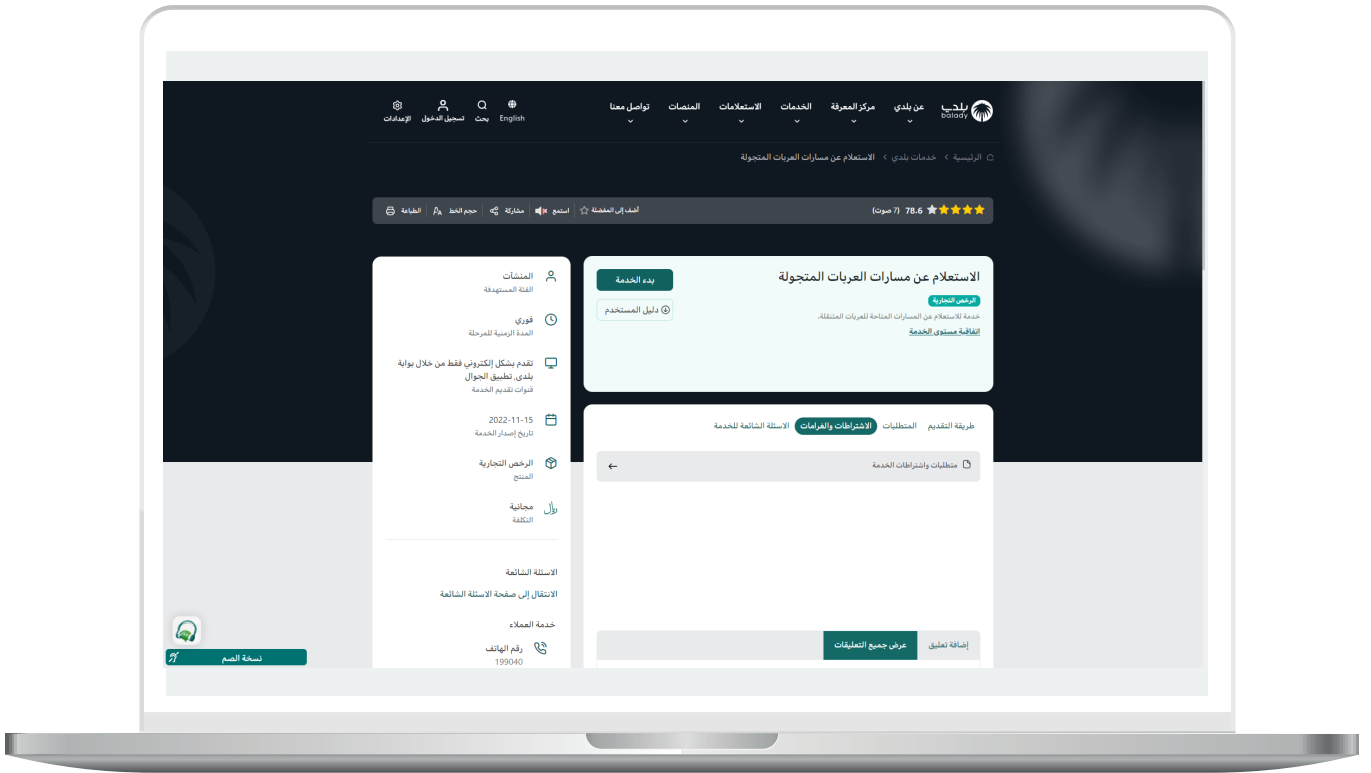 بلدي
balady
عن بلدي
مركز المعرفة
الخدمات
الاستعلامات
المنصات
تواصل معنا
English
بحث
تسجيل الدخول
الإعدادات
الرئيسية
خدمات بلدي
الاستعلام عن مسارات العربات المتجولة
78.6 (7 صوت)
أضف إلى المفضلة
استمع
مشاركة
حجم الخط
الطباعة
الاستعلام عن مسارات العربات المتجولة
بدء الخدمة
الرخص التجارية
دليل المستخدم
خدمة للاستعلام عن المسارات المتاحة للعربات المتنقلة.
اتفاقية مستوى الخدمة
طريقة التقديم
المتطلبات
الاشتراطات والغرامات
الاسئلة الشائعة للخدمة
متطلبات واشتراطات الخدمة
إضافة تعليق
عرض جميع التعليقات
المنشآت
الفئة المستهدفة
فوري
المدة الزمنية للمرحلة
تقدم بشكل إلكتروني فقط من خلال بوابة
بلدي, تطبيق الجوال
قنوات تقديم الخدمة
2022-11-15
تاريخ إصدار الخدمة
الرخص التجارية
المنتج
مجانية
التكلفة
الاسئلة الشائعة
الانتقال إلى صفحة الاسئلة الشائعة
خدمة العملاء
رقم الهاتف
199040
نسخة الصم